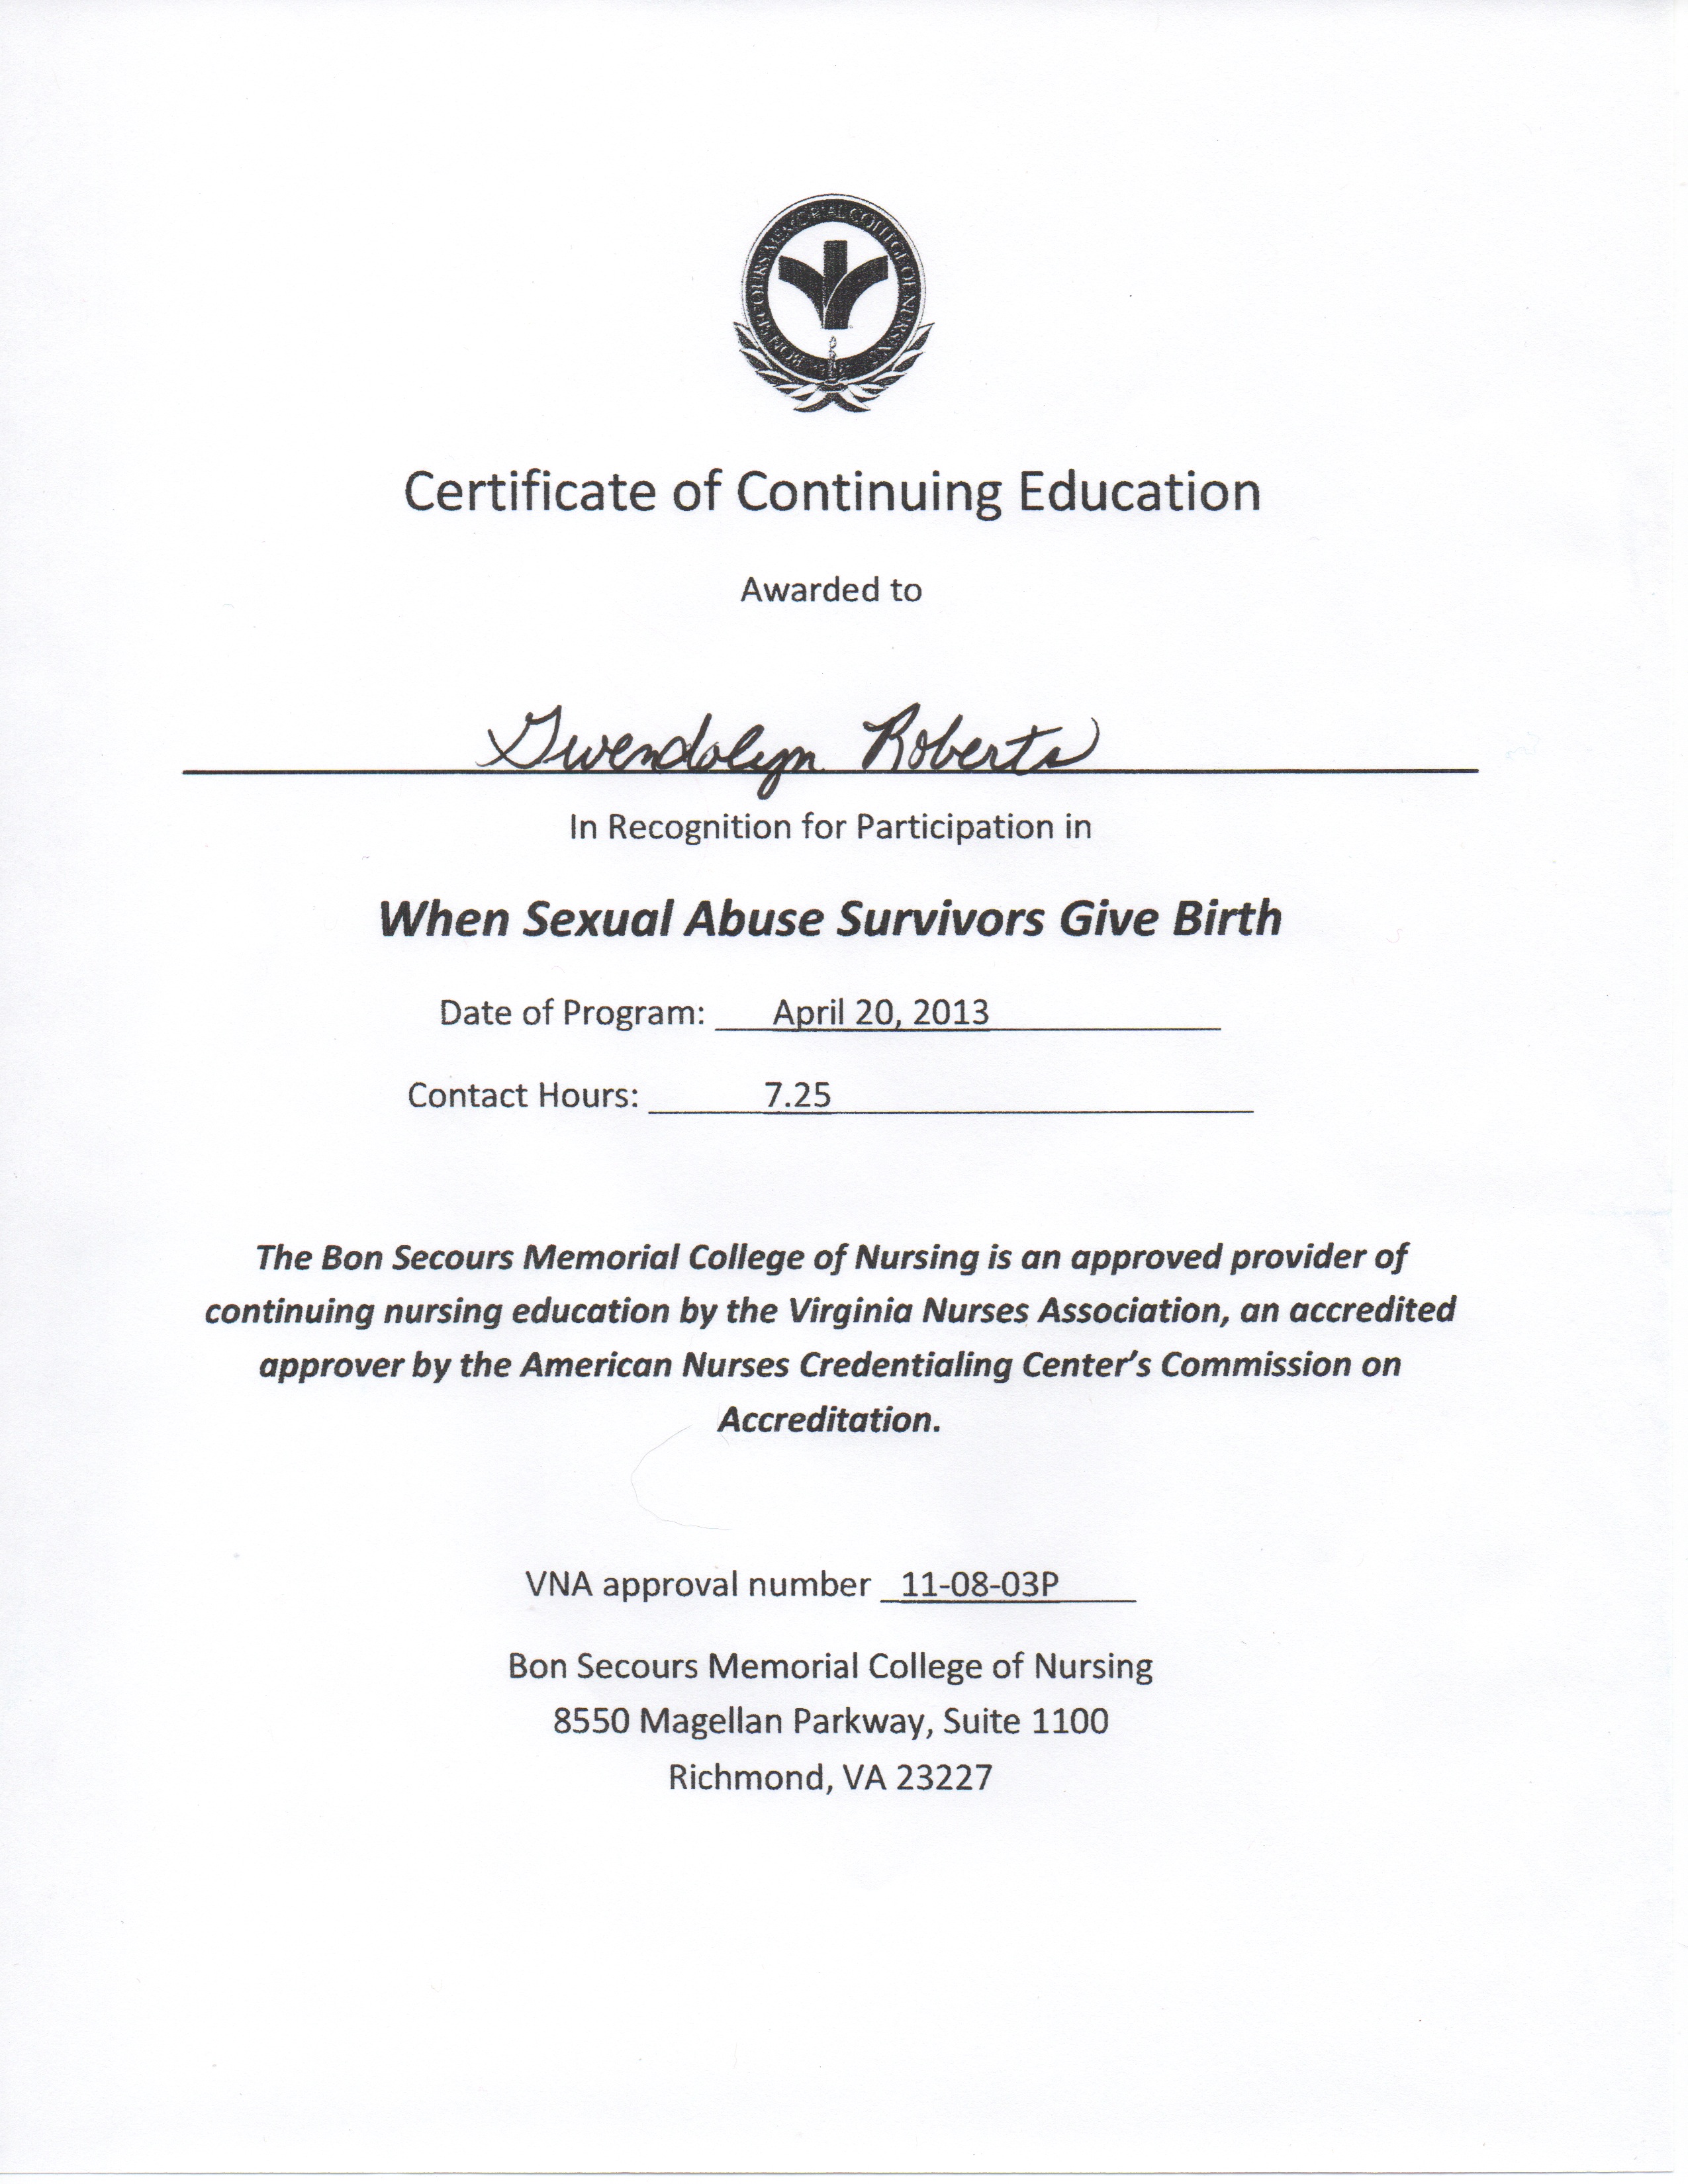 BON SECOURS MEMORIAL COLLEGE OF NURSING
Certificate of Continuing Education
Awarded to
Gwendolyn Roberts
In Recognition for Participation in
When Sexual Abuse Survivors Give Birth
Date of Program: April 20, 2013
Contact Hours: 7.25
The Bon Secours Memorial College of Nursing is an approved provider of
continuing nursing education by the Virginia Nurses Association, an accredited
approver by the American Nurses Credentialing Center’s Commission on
Accreditation.
VNA approval number 11-08-03P
Bon Secours Memorial College of Nursing
8550 Magellan Parkway, Suite 1100
Richmond, VA 23227